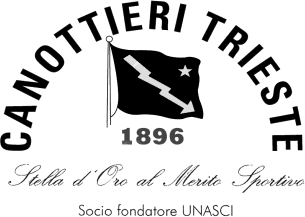 CANOTTIERI TRIESTE
1896
Stella d'Oro al Merito Sportivo
Socio fondatore UNASCI